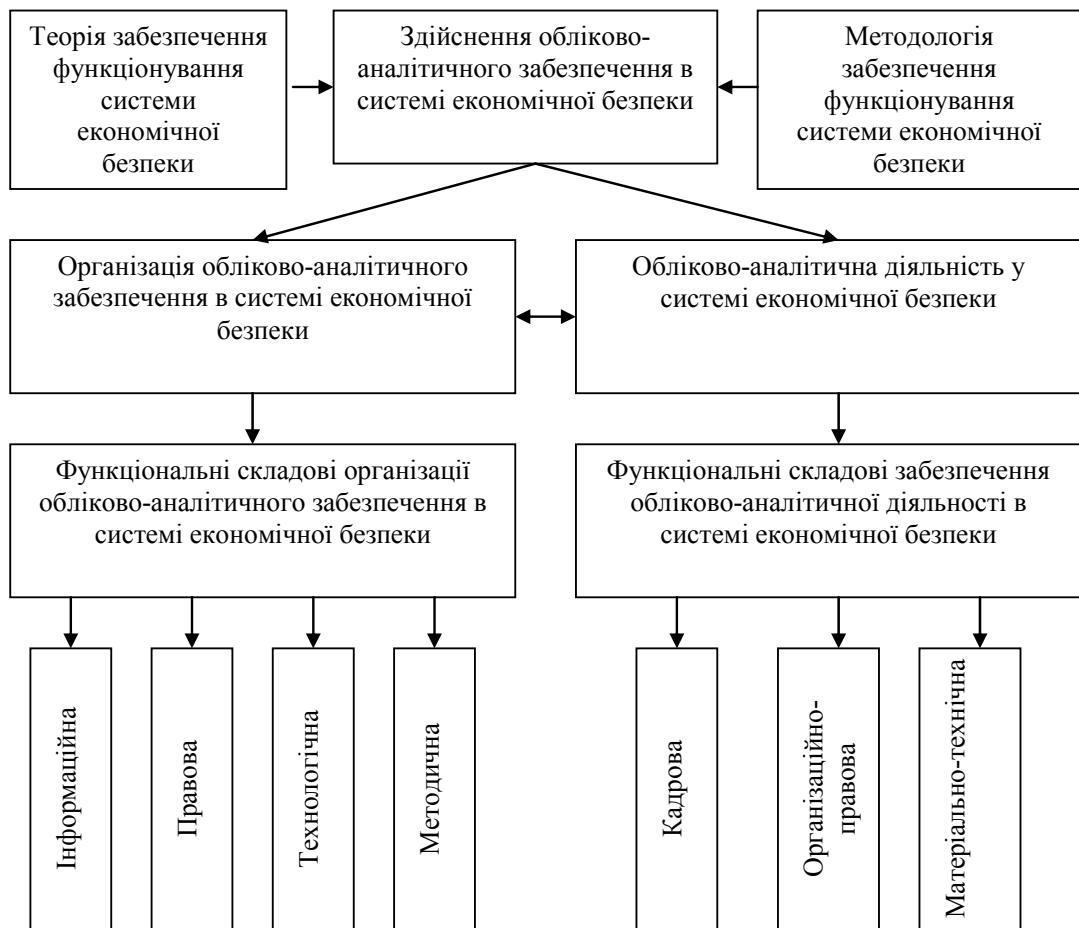 Теорія забезпечення
функціонування
системи
економічної
безпеки
Здійснення обліково-
аналітичного забезпечення в
системі економічної безпеки
Методологія
забезпечення
функціонування
системи економічної
безпеки
Організація обліково-аналітичного
забезпечення в системі економічної
безпеки
Обліково-аналітична діяльність у
системі економічної безпеки
Функціональні складові організації
обліково-аналітичного забезпечення в
системі економічної безпеки
Функціональні складові забезпечення
обліково-аналітичної діяльності в
системі економічної безпеки
Інформаційна
Правова
Технологічна
Методична
Кадрова
Організаційно-
правова
Матеріально-технічна